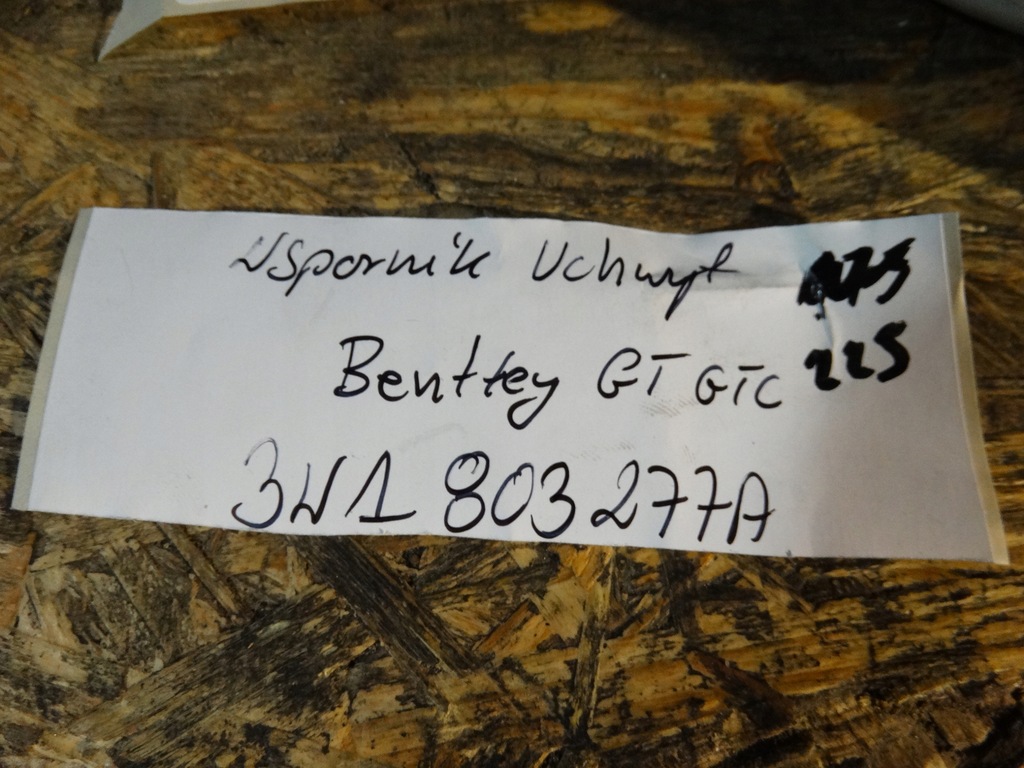 Wspornik Uchwyt
Bentley GT GTC 225
3W1 803 277A